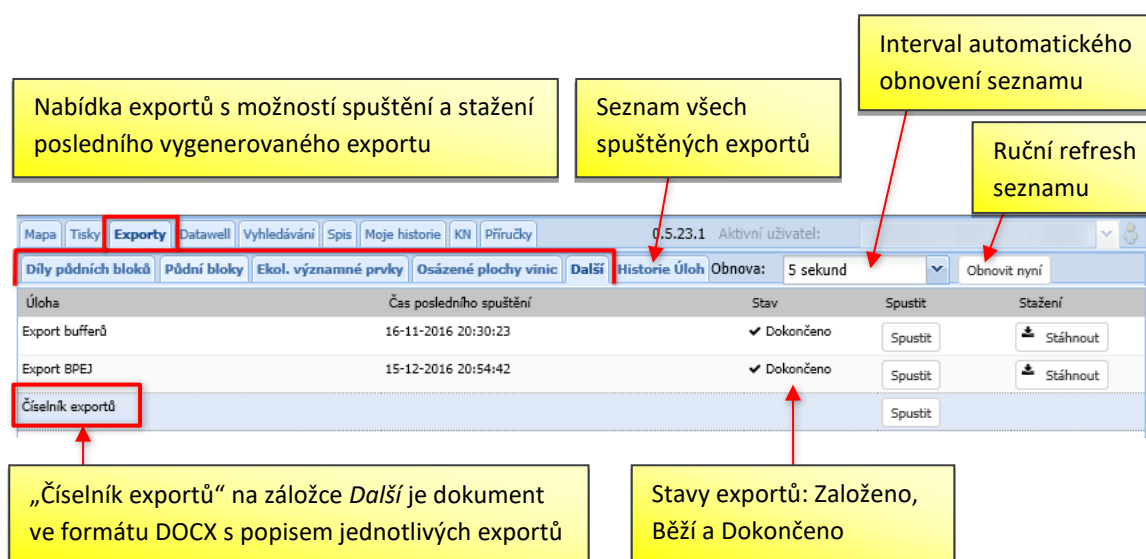 Interval automatického
obnovení seznamu
Nabídka exportů s možností spuštění a stažení
posledního vygenerovaného exportu
Seznam všech
spuštěných exportů
Ruční refresh
seznamu
Mapa Tisky Exporty Datawell Vyhledávání Spis Moje historie KN Příručky 0.5.23.1 Aktivní uživatel:
Díly půdních bloků Půdní bloky Ekol. významné prvky Osázené plochy vinic Další Historie Úloh Obnova: 5 sekund Obnovit nyní
Úloha Čas posledního spuštění Stav Spustit Stažení
Export bufferů 16-11-2016 20:30:23 ✔ Dokončeno Spustit Stáhnout
Export BPEJ 15-12-2016 20:54:42 ✔ Dokončeno Spustit Stáhnout
Číselník exportů Spustit
„Číselník exportů“ na záložce Další je dokument
ve formátu DOCX s popisem jednotlivých exportů
Stavy exportů: Založeno,
Běží a Dokončeno